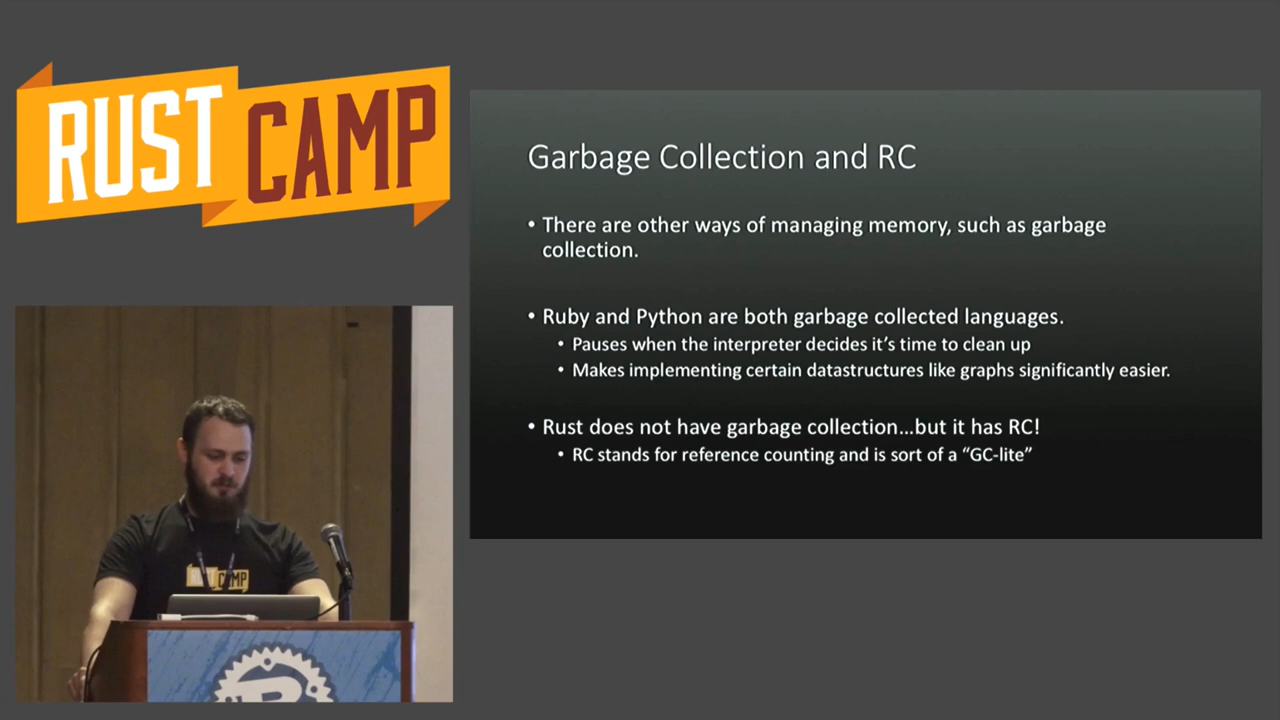 RUST CAMP
Garbage Collection and RC
• There are other ways of managing memory, such as garbage
collection.
• Ruby and Python are both garbage collected languages.
• Pauses when the interpreter decides it's time to clean up
• Makes implementing certain datastructures like graphs significantly easier.
• Rust does not have garbage collection...but it has RC!
• RC stands for reference counting and is sort of a “GC-lite”
RUST CAMP
R